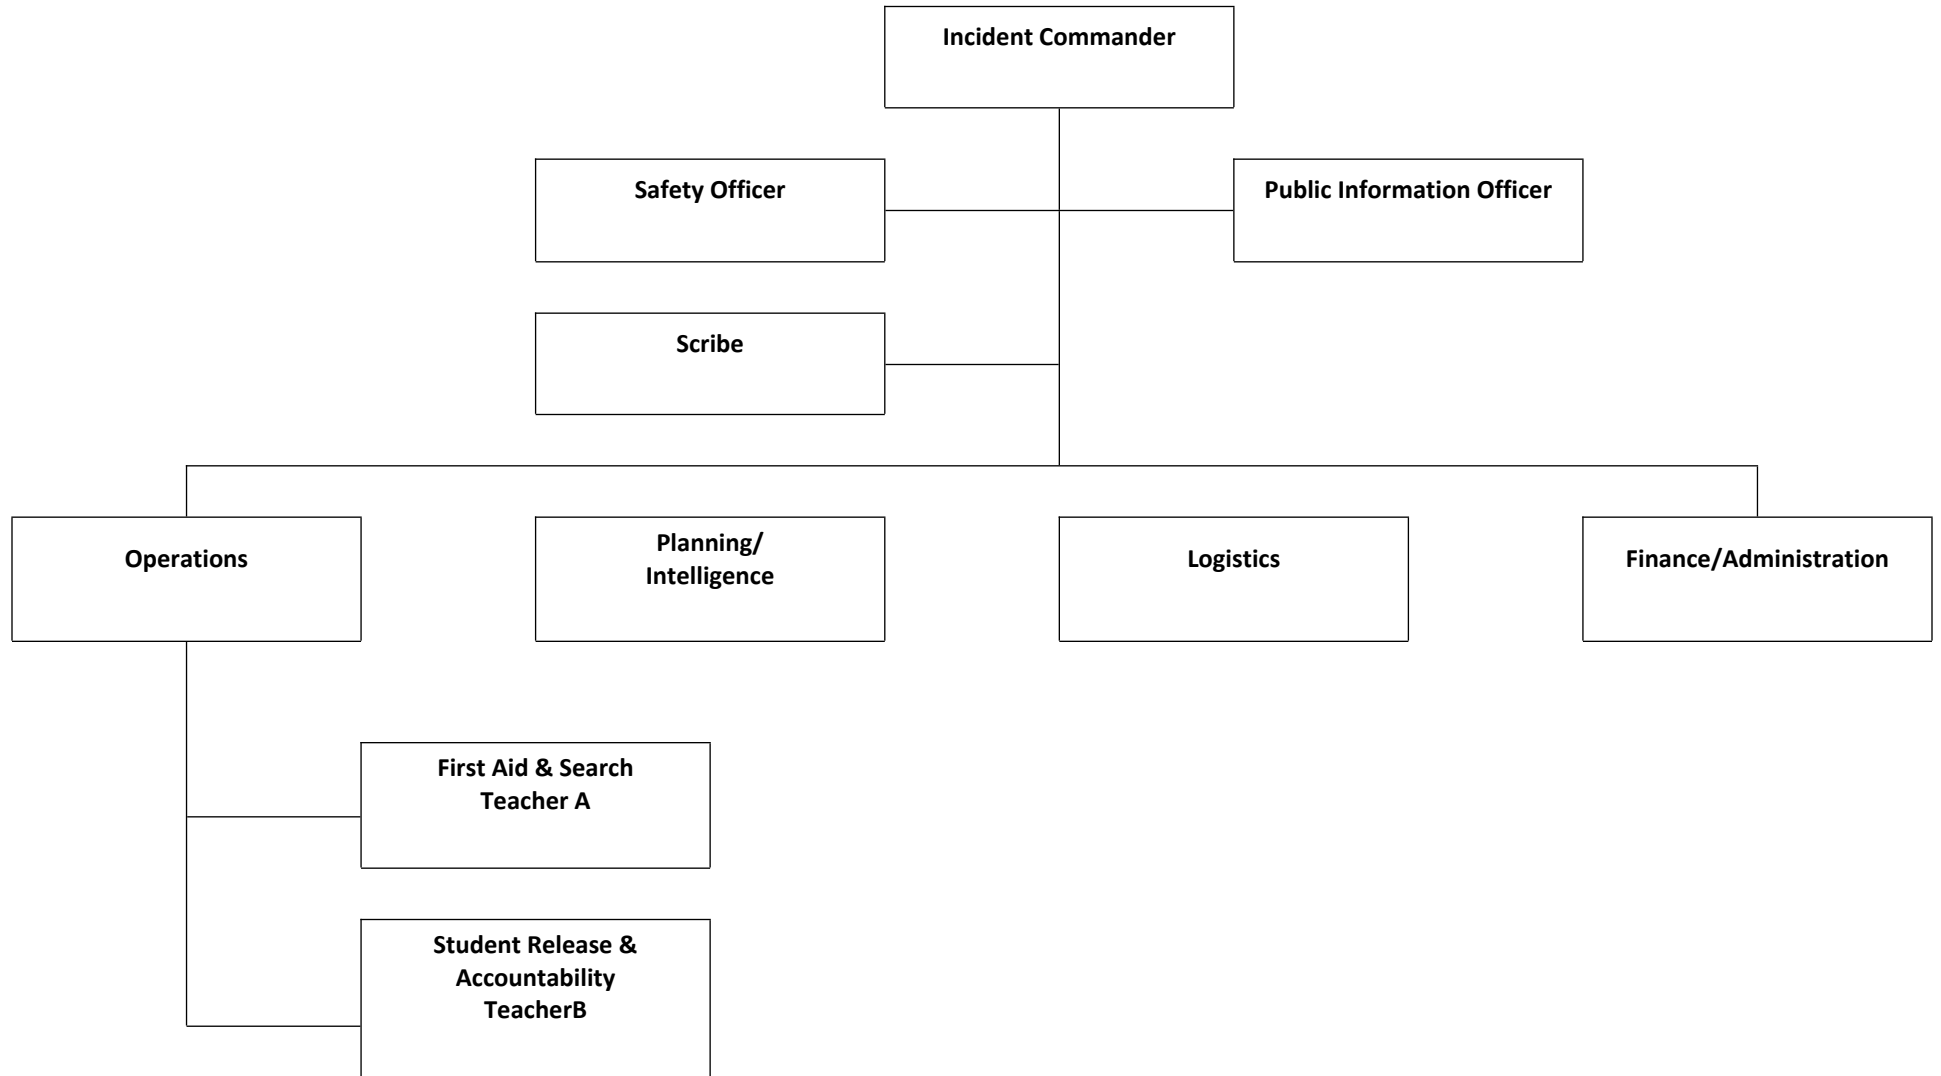 Incident Commander
Safety Officer
Public Information Officer
Scribe
Operations
Planning/
Intelligence
Logistics
Finance/Administration
First Aid & Search
Teacher A
Student Release &
Accountability
TeacherB